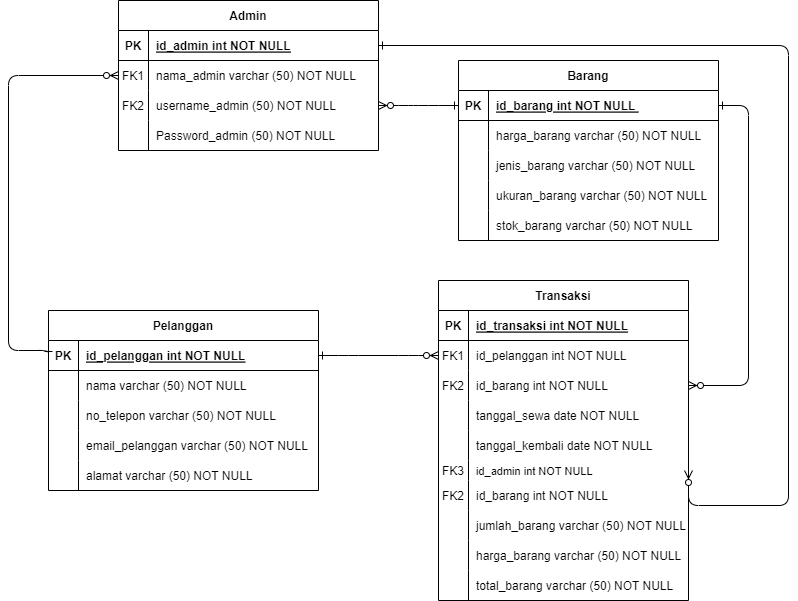 Admin
PK id_admin int NOT NULL
FK1 nama_admin varchar (50) NOT NULL
FK2 username_admin (50) NOT NULL
Password_admin (50) NOT NULL
Barang
PK id_barang int NOT NULL
harga_barang varchar (50) NOT NULL
jenis_barang varchar (50) NOT NULL
ukuran_barang varchar (50) NOT NULL
stok_barang varchar (50) NOT NULL
Pelanggan
PK id_pelanggan int NOT NULL
nama varchar (50) NOT NULL
no_telepon varchar (50) NOT NULL
email_pelanggan varchar (50) NOT NULL
alamat varchar (50) NOT NULL
Transaksi
PK id_transaksi int NOT NULL
FK1 id_pelanggan int NOT NULL
FK2 id_barang int NOT NULL
tanggal_sewa date NOT NULL
tanggal_kembali date NOT NULL
FK3 id_admin int NOT NULL
FK2 id_barang int NOT NULL
jumlah_barang varchar (50) NOT NULL
harga_barang varchar (50) NOT NULL
total_barang varchar (50) NOT NULL